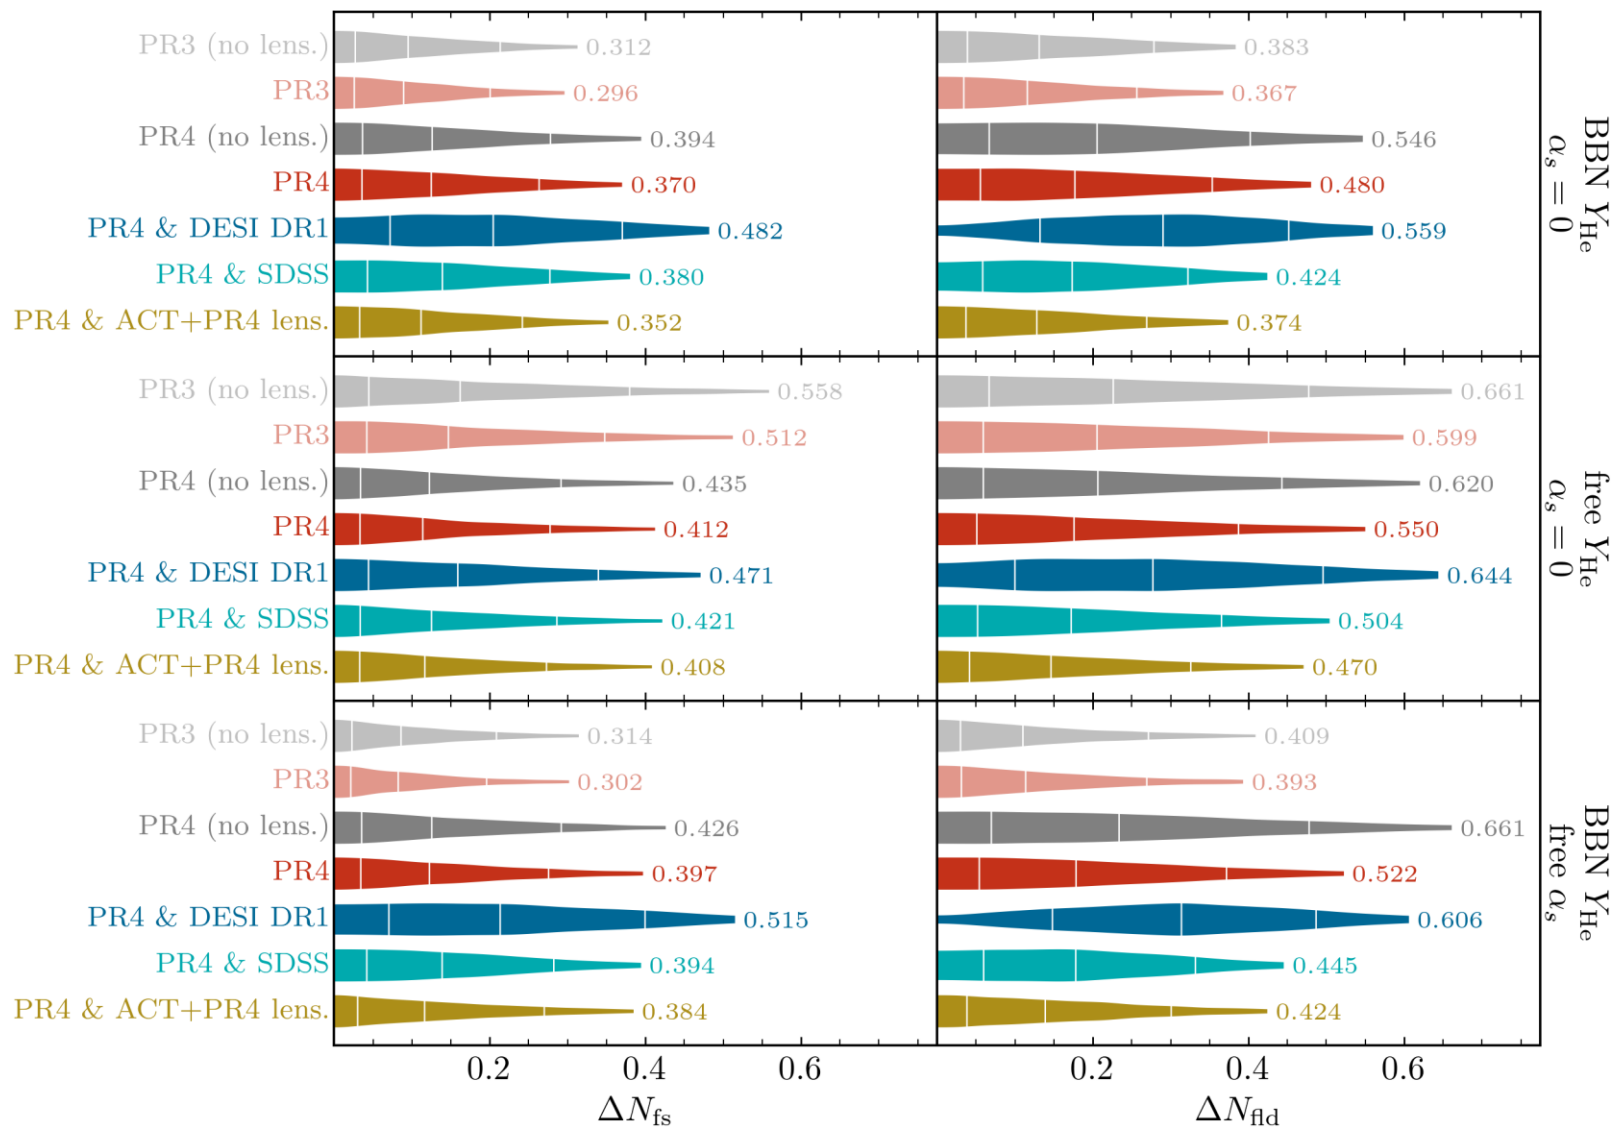 PR3 (no lens.) 0.312 0.383
PR3 0.296 0.367
PR4 (no lens.) 0.394 0.546
PR4 0.370 0.480
PR4 & DESI DR1 0.482 0.559
PR4 & SDSS 0.380 0.424
PR4 & ACT+PR4 lens. 0.352 0.374
BBN Y_He
α_s = 0
PR3 (no lens.) 0.558 0.661
PR3 0.512 0.599
PR4 (no lens.) 0.435 0.620
PR4 0.412 0.550
PR4 & DESI DR1 0.471 0.644
PR4 & SDSS 0.421 0.504
PR4 & ACT+PR4 lens. 0.408 0.470
free Y_He
α_s = 0
PR3 (no lens.) 0.314 0.409
PR3 0.302 0.393
PR4 (no lens.) 0.426 0.661
PR4 0.397 0.522
PR4 & DESI DR1 0.515 0.606
PR4 & SDSS 0.394 0.445
PR4 & ACT+PR4 lens. 0.384 0.424
BBN Y_He
free α_s
0.2 0.4 0.6 0.2 0.4 0.6
ΔN_fs ΔN_fld